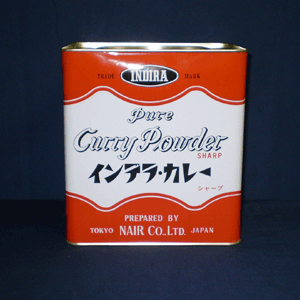 TRADE INDIRA MARK
Pure
Curry Powder
SHARP
インデラ・カレー
シャープ
PREPARED BY
TOKYO NAIR Co., LTD. JAPAN